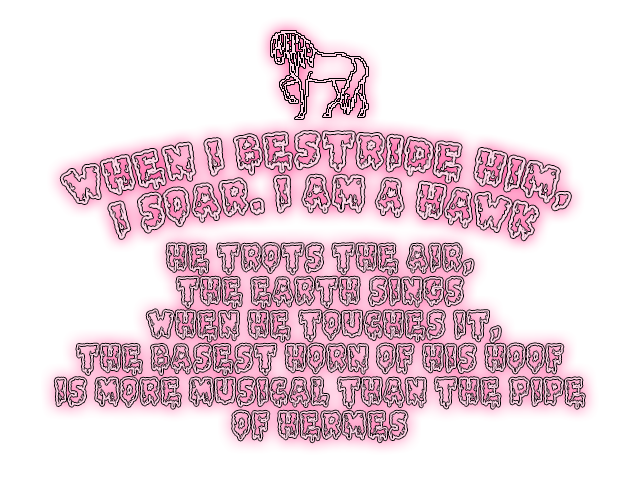 WHEN I BESTRIDE HIM,
I SOAR. I AM A HAWK
HE TROTS THE AIR,
THE EARTH SINGS
WHEN HE TOUCHES IT,
THE BASEST HORN OF HIS HOOF
IS MORE MUSICAL THAN THE PIPE
OF HERMES